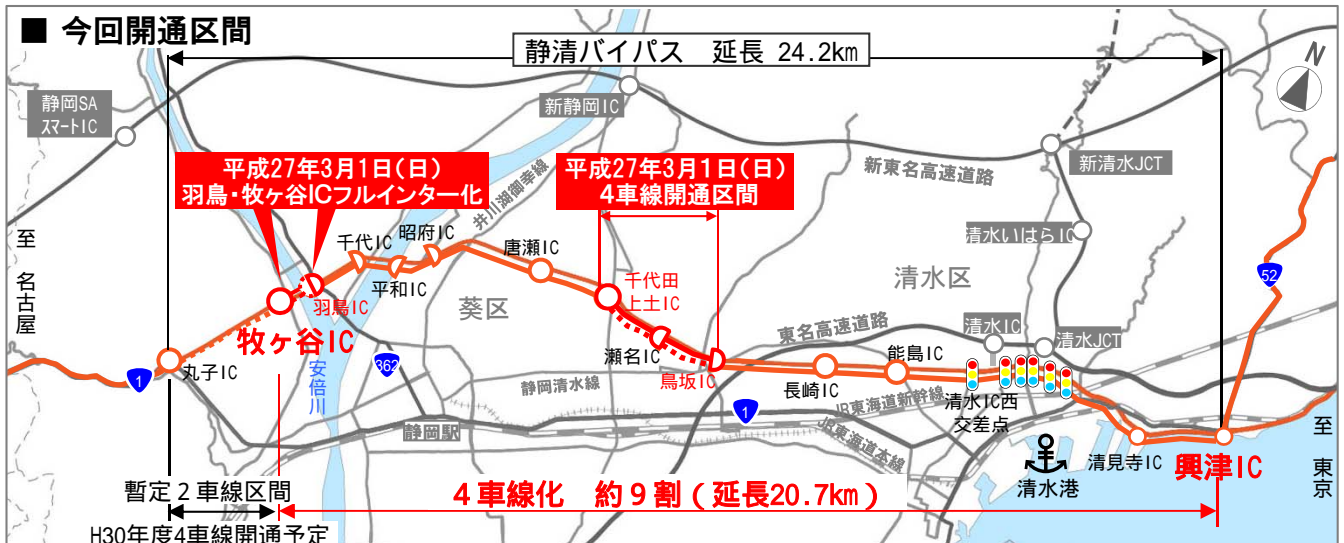 ■ 今回開通区間
静清バイパス 延長 24.2km
N
静岡SA
スマートIC
新静岡IC
平成27年3月1日(日)
羽鳥・牧ヶ谷ICフルインター化
平成27年3月1日(日)
4車線開通区間
新東名高速道路
新清水JCT
井川湖御幸線
至 名古屋
千代IC
昭府IC
唐瀬IC
清水いはらIC
平和IC
羽鳥IC
葵区
千代田
上土IC
清水区
52
牧ヶ谷IC
東名高速道路
清水IC
清水JCT
丸子IC
1
安倍川
362
瀬名IC
鳥坂IC
長崎IC
能島IC
静岡清水線
JR東海道新幹線
清水IC西
交差点
静岡駅
1
JR東海道本線
清水港
清見寺IC
興津IC
至 東京
暫定2車線区間
4車線化 約9割(延長20.7km)
H30年度4車線開通予定